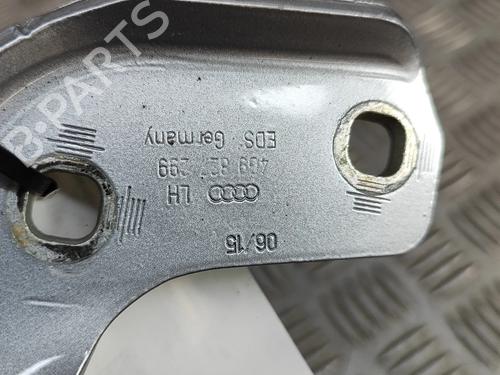 06/15
LH
4G9 827 299
EDS Germany
B-PARTS